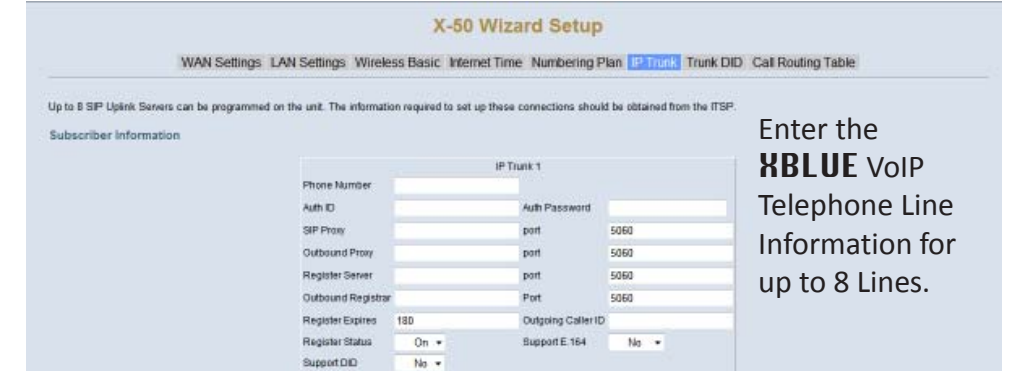 X-50 Wizard Setup
WAN Settings LAN Settings Wireless Basic Internet Time Numbering Plan IP Trunk Trunk DID Call Routing Table
Up to 8 SIP Uplink Servers can be programmed on the unit. The information required to set up these connections should be obtained from the ITSP.
Subscriber Information
IP Trunk 1
Phone Number
Auth ID Auth Password
SIP Proxy port 5060
Outbound Proxy port 5060
Register Server port 5060
Outbound Registrar Port 5060
Register Expires 180 Outgoing Caller ID
Register Status On Support E.164 No
Support DID No
Enter the
XBLUE VoIP
Telephone Line
Information for
up to 8 Lines.